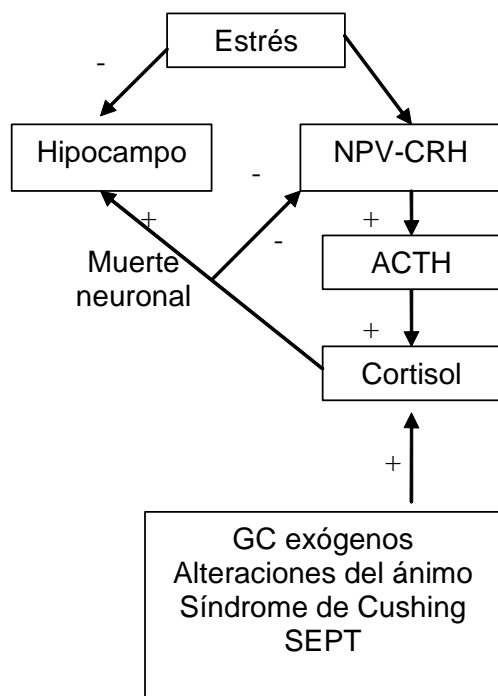 Estrés
-
Hipocampo
NPV-CRH
-
+
-
+
Muerte
neuronal
ACTH
+
Cortisol
+
GC exógenos
Alteraciones del ánimo
Síndrome de Cushing
SEPT